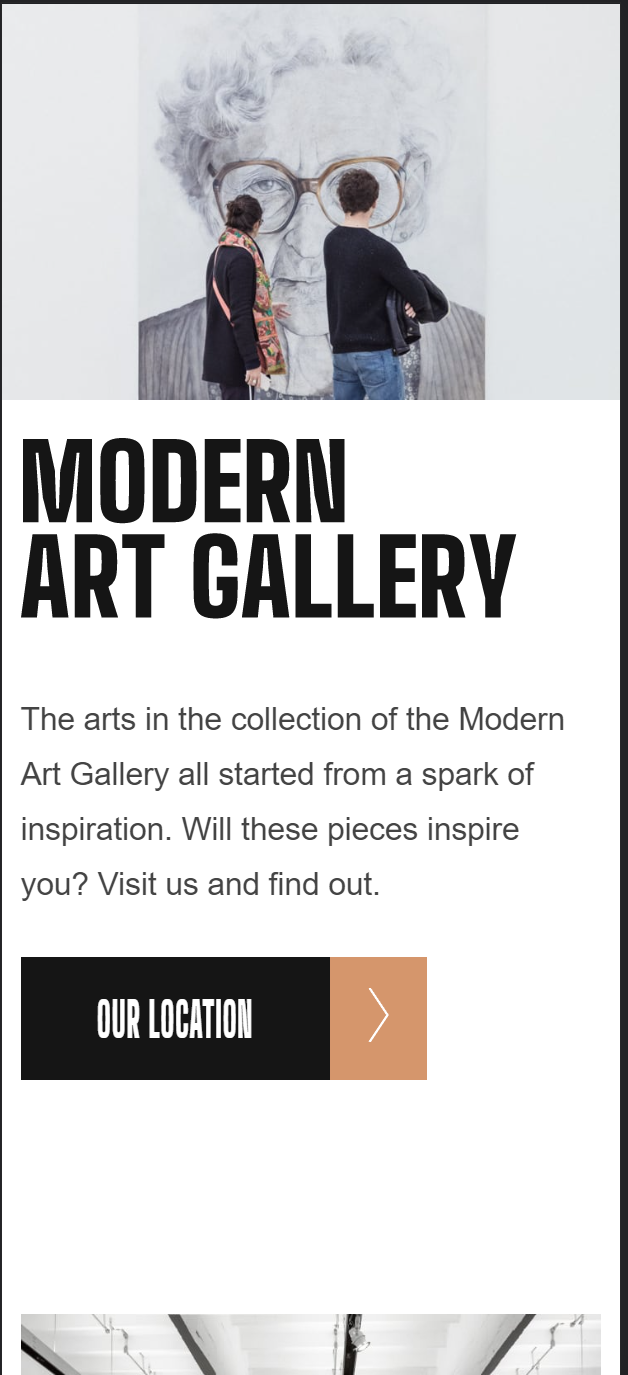 MODERN
ART GALLERY
The arts in the collection of the Modern
Art Gallery all started from a spark of
inspiration. Will these pieces inspire
you? Visit us and find out.
OUR LOCATION